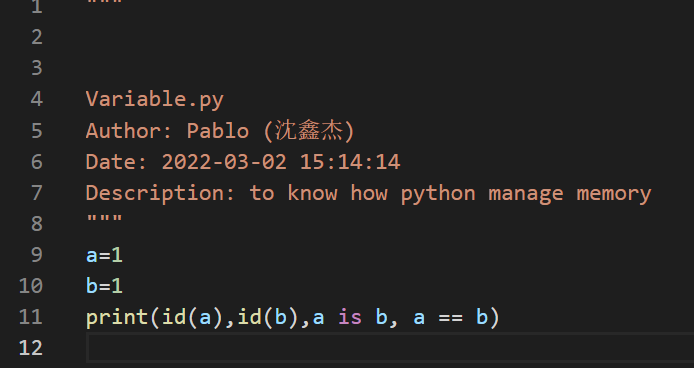 1 """
2
3
4 Variable.py
5 Author: Pablo (沈鑫杰)
6 Date: 2022-03-02 15:14:14
7 Description: to know how python manage memory
8 """
9 a=1
10 b=1
11 print(id(a),id(b),a is b, a == b)
12